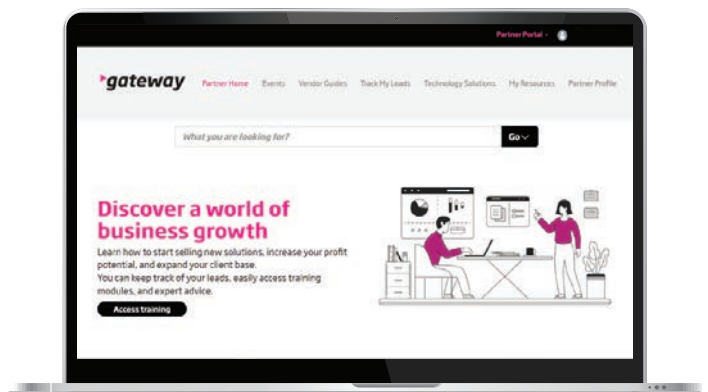 Partner Portal
gateway
Partner Home Events Vendor Guides Track My Leads Technology Solutions My Resources Partner Profile
What you are looking for?
Go
Discover a world of
business growth
Learn how to start selling new solutions, increase your profit
potential, and expand your client base.
You can keep track of your leads, easily access training
modules, and expert advice.
Access training